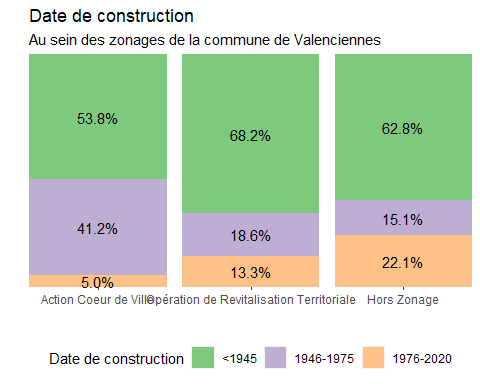 Date de construction
Au sein des zonages de la commune de Valenciennes
53.8%
68.2%
62.8%
41.2%
18.6%
15.1%
5.0%
13.3%
22.1%
Action Coeur de Ville
Opération de Revitalisation Territoriale
Hors Zonage
Date de construction
<1945
1946-1975
1976-2020